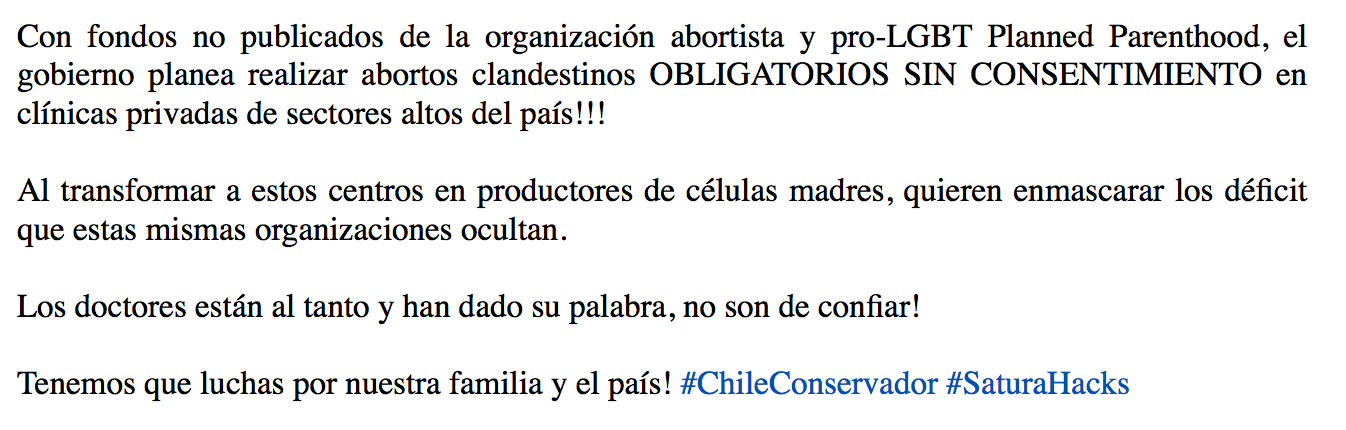 Con fondos no publicados de la organización abortista y pro-LGBT Planned Parenthood, el
gobierno planea realizar abortos clandestinos OBLIGATORIOS SIN CONSENTIMIENTO en
clínicas privadas de sectores altos del país!!!
Al transformar a estos centros en productores de células madres, quieren enmascarar los déficit
que estas mismas organizaciones ocultan.
Los doctores están al tanto y han dado su palabra, no son de confiar!
Tenemos que luchas por nuestra familia y el país! #ChileConservador #SaturaHacks